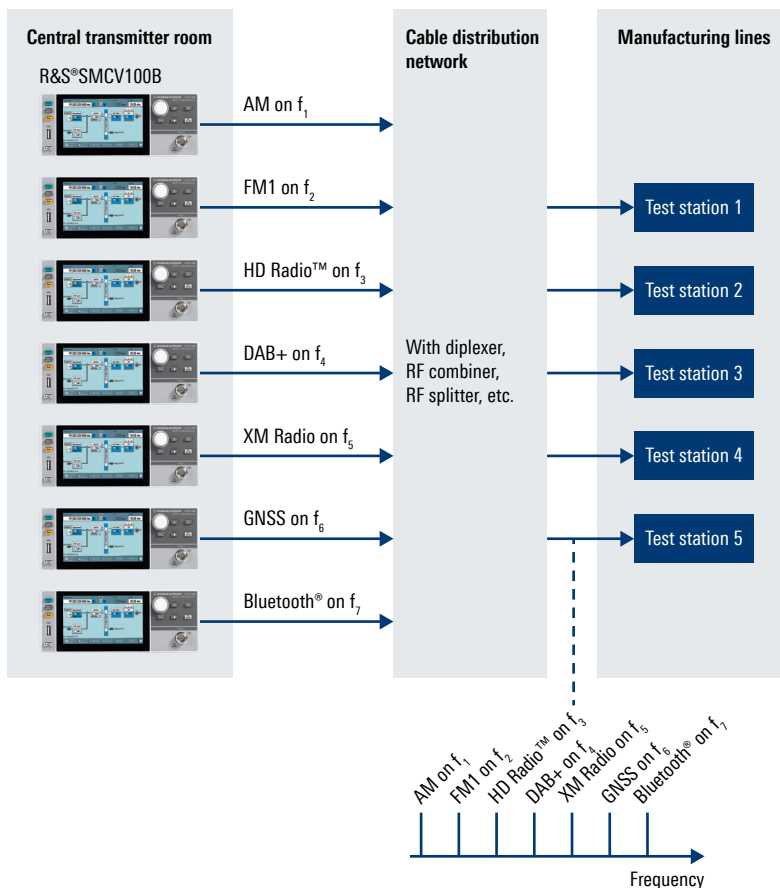 Central transmitter room
R&S®SMCV100B
AM on f₁
FM1 on f₂
HD Radio™ on f₃
DAB+ on f₄
XM Radio on f₅
GNSS on f₆
Bluetooth® on f₇
Cable distribution
network
With diplexer,
RF combiner,
RF splitter, etc.
Manufacturing lines
Test station 1
Test station 2
Test station 3
Test station 4
Test station 5
AM on f₁
FM1 on f₂
HD Radio™ on f₃
DAB+ on f₄
XM Radio on f₅
GNSS on f₆
Bluetooth® on f₇
Frequency